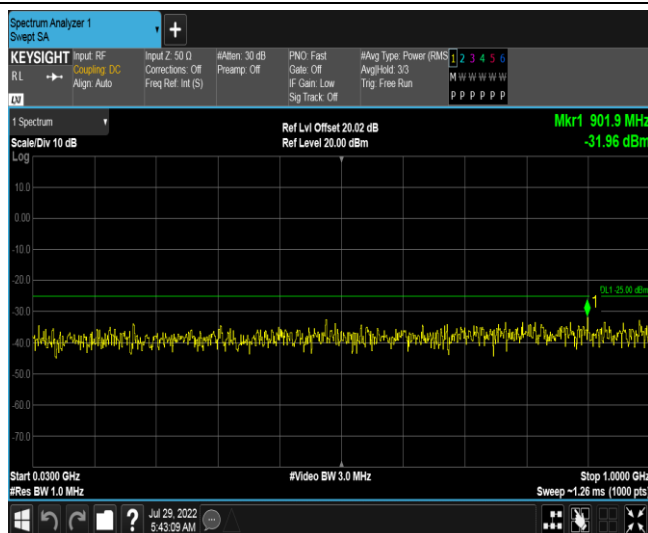 Spectrum Analyzer 1
Swept SA
KEYSIGHT
RL
LXI
Input: RF
Coupling: DC
Align: Auto
Input Z: 50 Ω
Corrections: Off
Freq Ref: Int (S)
#Atten: 30 dB
Preamp: Off
PNO: Fast
Gate: Off
IF Gain: Low
Sig Track: Off
#Avg Type: Power (RMS
Avg|Hold: 3/3
Trig: Free Run
1 2 3 4 5 6
M W W W W W
P P P P P P
1 Spectrum
Scale/Div 10 dB
Log
Ref Lvl Offset 20.02 dB
Ref Level 20.00 dBm
Mkr1 901.9 MHz
-31.96 dBm
10.0
0.00
-10.0
-20.0
DL1 -25.00 dBm
1
-30.0
-40.0
-50.0
-60.0
-70.0
Start 0.0300 GHz
#Video BW 3.0 MHz
Stop 1.0000 GHz
#Res BW 1.0 MHz
Sweep ~1.26 ms (1000 pts)
?
Jul 29, 2022
5:43:09 AM